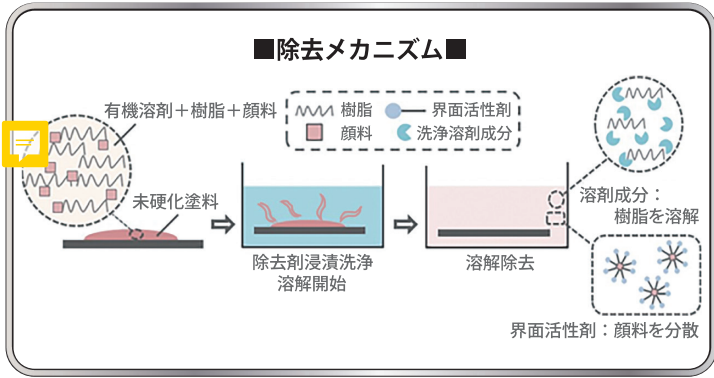 ■除去メカニズム■
有機溶剤＋樹脂＋顔料
樹脂
界面活性剤
顔料
洗浄溶剤成分
未硬化塗料
除去剤浸漬洗浄
溶解開始
溶解除去
溶剤成分：
樹脂を溶解
界面活性剤：顔料を分散